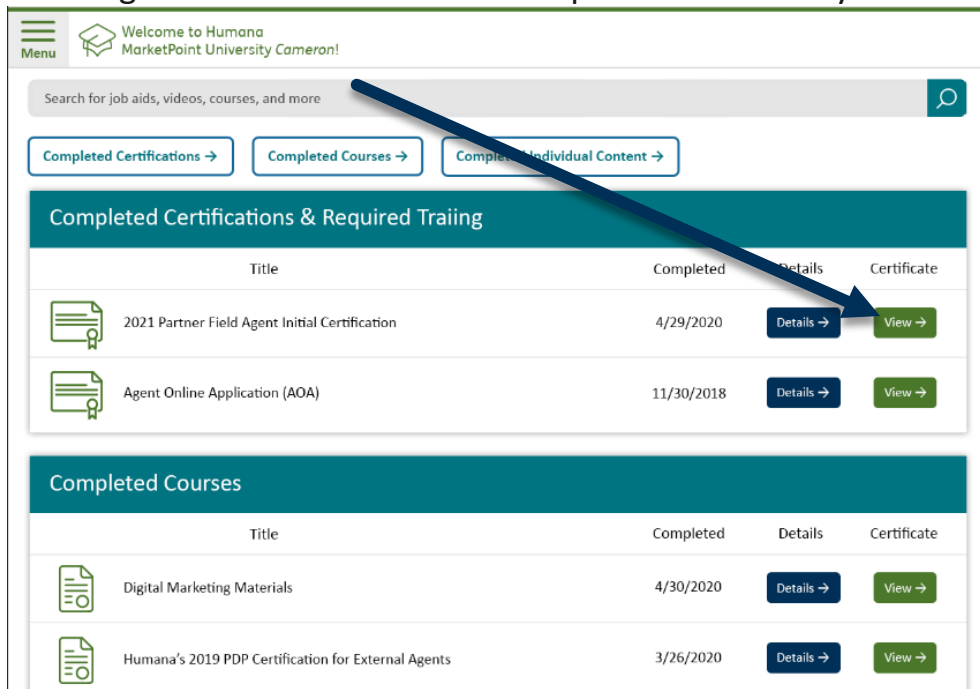 Menu
Welcome to Humana
MarketPoint University Cameron!
Search for job aids, videos, courses, and more
Completed Certifications →
Completed Courses →
Individual Content →
Completed Certifications & Required Traiing
Title Completed Details Certificate
2021 Partner Field Agent Initial Certification 4/29/2020 Details → View →
Agent Online Application (AOA) 11/30/2018 Details → View →
Completed Courses
Title Completed Details Certificate
Digital Marketing Materials 4/30/2020 Details → View →
Humana's 2019 PDP Certification for External Agents 3/26/2020 Details → View →